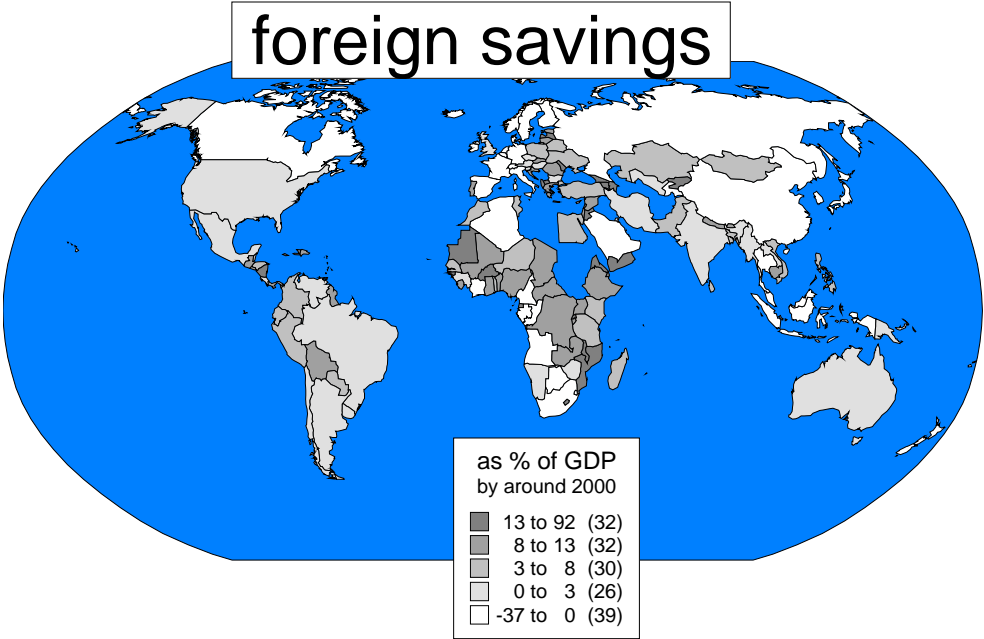 foreign savings
as % of GDP
by around 2000
13 to 92 (32)
8 to 13 (32)
3 to 8 (30)
0 to 3 (26)
-37 to 0 (39)